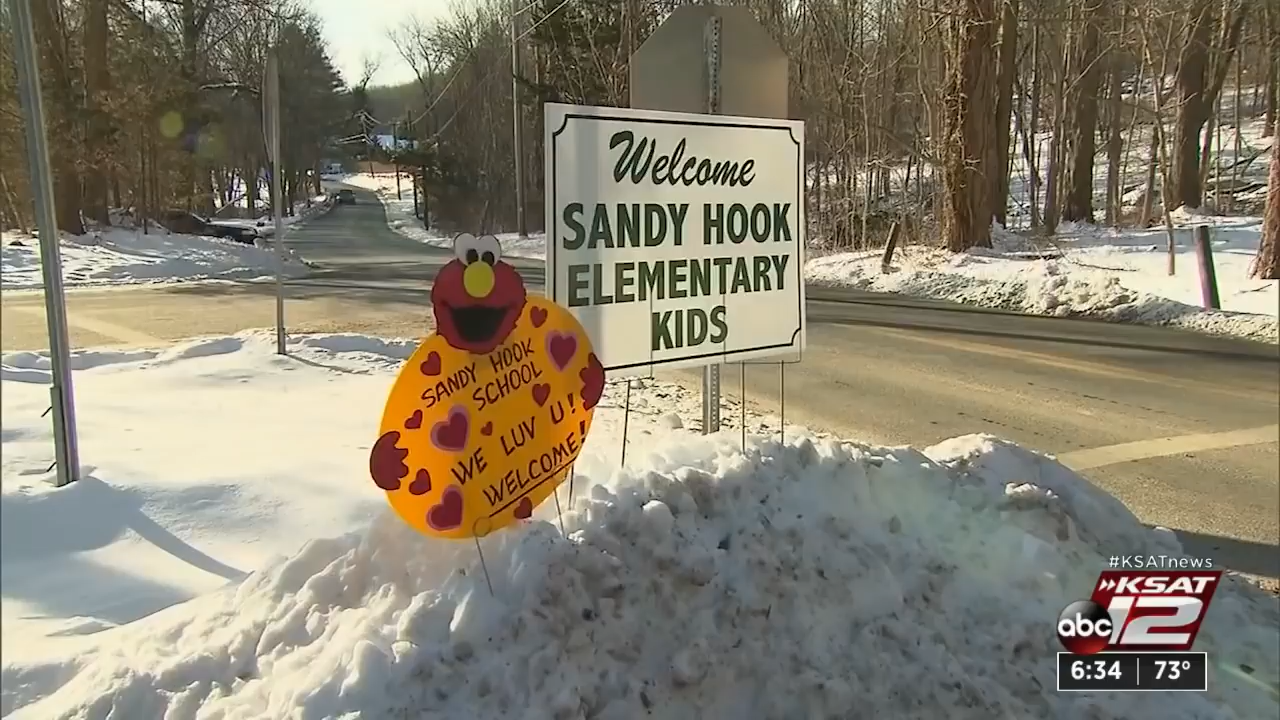 Welcome
SANDY HOOK
ELEMENTARY
KIDS
SANDY HOOK
SCHOOL
WE LUV U!
WELCOME!
#KSATnews
KSAT
abc 12
6:34 73°